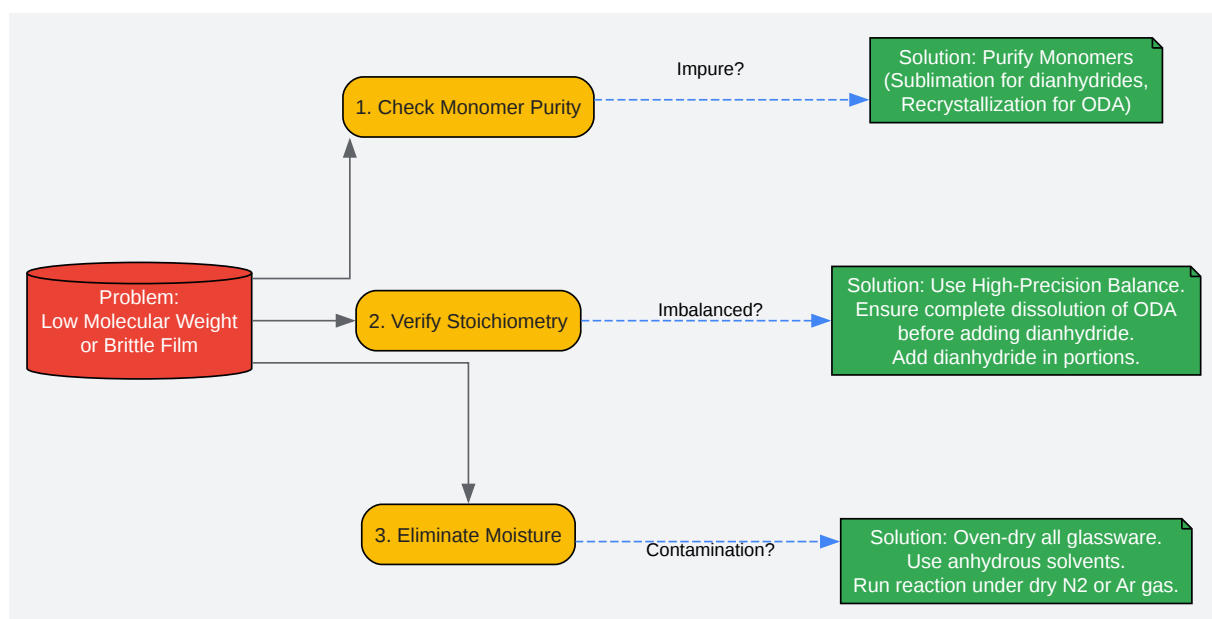 Problem:
Low Molecular Weight
or Brittle Film
1. Check Monomer Purity
Impure?
Solution: Purify Monomers
(Sublimation for dianhydrides,
Recrystallization for ODA)
2. Verify Stoichiometry
Imbalanced?
Solution: Use High-Precision Balance.
Ensure complete dissolution of ODA
before adding dianhydride.
Add dianhydride in portions.
3. Eliminate Moisture
Contamination?
Solution: Oven-dry all glassware.
Use anhydrous solvents.
Run reaction under dry N2 or Ar gas.